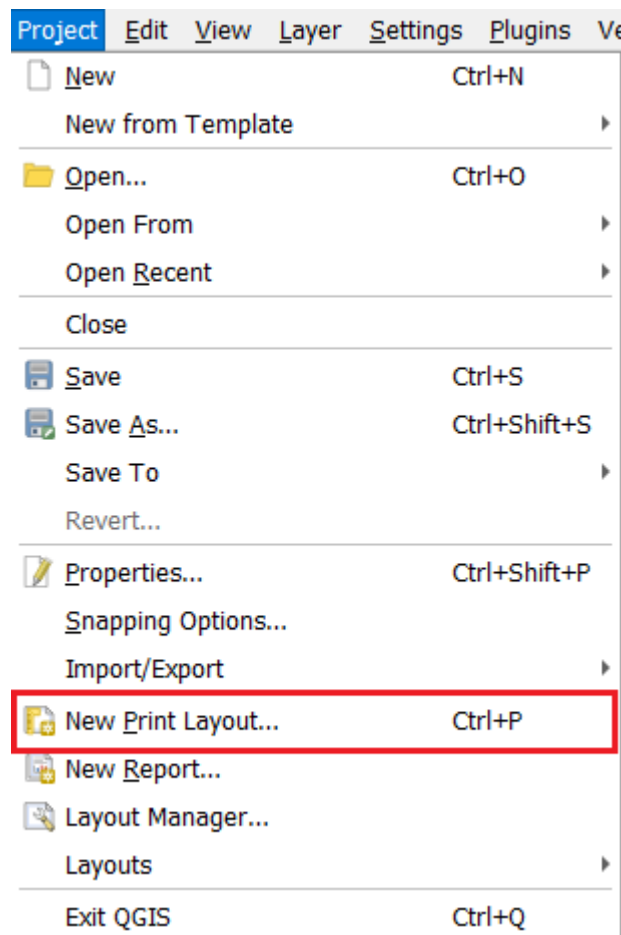 Project Edit View Layer Settings Plugins Ve
New Ctrl+N
New from Template
Open... Ctrl+O
Open From
Open Recent
Close
Save Ctrl+S
Save As... Ctrl+Shift+S
Save To
Revert...
Properties... Ctrl+Shift+P
Snapping Options...
Import/Export
New Print Layout... Ctrl+P
New Report...
Layout Manager...
Layouts
Exit QGIS Ctrl+Q